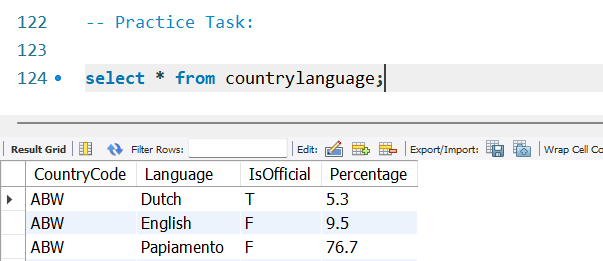 122 -- Practice Task:
123
124 select * from countrylanguage;
Result Grid Filter Rows: Edit: Export/Import: Wrap Cell Co
CountryCode Language IsOfficial Percentage
ABW Dutch T 5.3
ABW English F 9.5
ABW Papiamento F 76.7